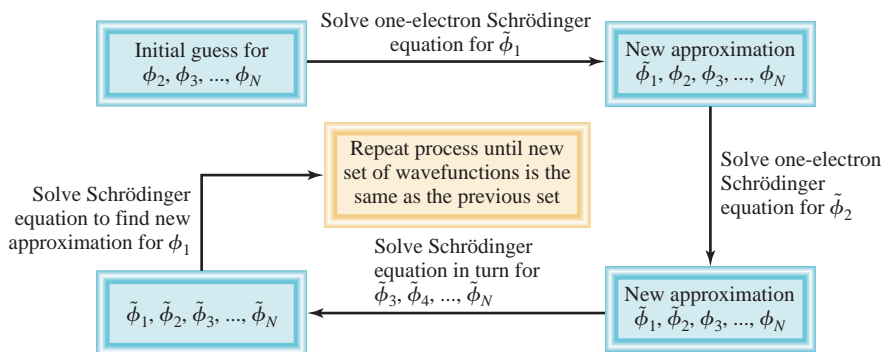 Initial guess for
ϕ₂, ϕ₃, ..., ϕ_N
Solve one-electron Schrödinger
equation for ϕ̃₁
New approximation
ϕ̃₁, ϕ₂, ϕ₃, ..., ϕ_N
Solve one-electron
Schrödinger
equation for ϕ̃₂
New approximation
ϕ̃₁, ϕ̃₂, ϕ₃, ..., ϕ_N
Solve Schrödinger
equation in turn for
ϕ̃₃, ϕ̃₄, ..., ϕ̃_N
ϕ̃₁, ϕ̃₂, ϕ̃₃, ..., ϕ̃_N
Solve Schrödinger
equation to find new
approximation for ϕ₁
Repeat process until new
set of wavefunctions is the
same as the previous set